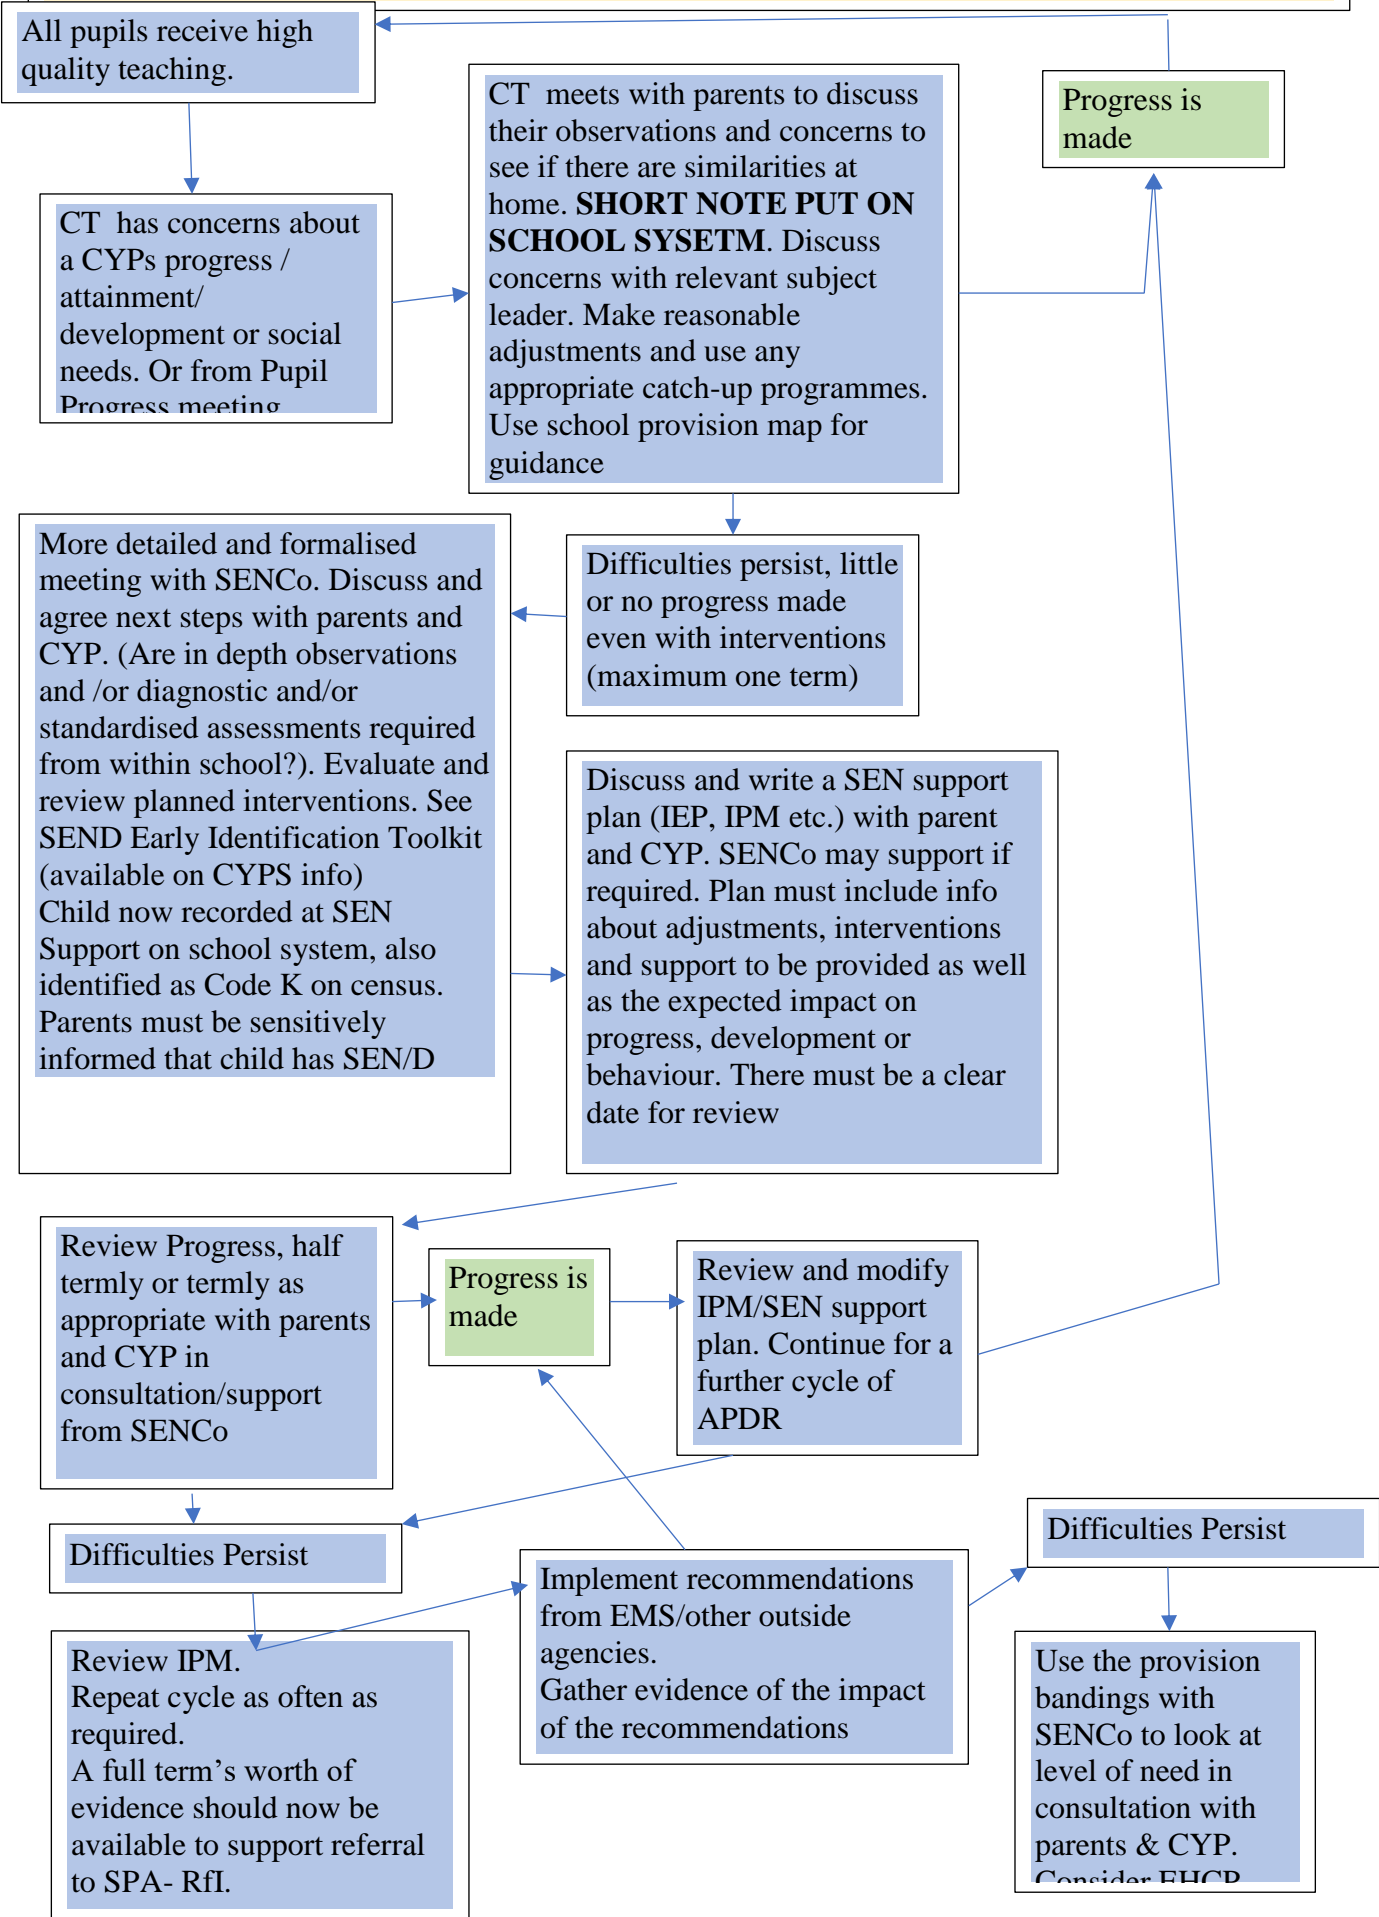 All pupils receive high
quality teaching.
CT  has concerns about
a CYPs progress /
attainment/
development or social
needs. Or from Pupil
Progress meeting
CT  meets with parents to discuss
their observations and concerns to
see if there are similarities at
home. SHORT NOTE PUT ON
SCHOOL SYSETM. Discuss
concerns with relevant subject
leader. Make reasonable
adjustments and use any
appropriate catch-up programmes.
Use school provision map for
guidance
Progress is
made
Difficulties persist, little
or no progress made
even with interventions
(maximum one term)
More detailed and formalised
meeting with SENCo. Discuss and
agree next steps with parents and
CYP. (Are in depth observations
and /or diagnostic and/or
standardised assessments required
from within school?). Evaluate and
review planned interventions. See
SEND Early Identification Toolkit
(available on CYPS info)
Child now recorded at SEN
Support on school system, also
identified as Code K on census.
Parents must be sensitively
informed that child has SEN/D
Discuss and write a SEN support
plan (IEP, IPM etc.) with parent
and CYP. SENCo may support if
required. Plan must include info
about adjustments, interventions
and support to be provided as well
as the expected impact on
progress, development or
behaviour. There must be a clear
date for review
Review Progress, half
termly or termly as
appropriate with parents
and CYP in
consultation/support
from SENCo
Progress is
made
Review and modify
IPM/SEN support
plan. Continue for a
further cycle of
APDR
Difficulties Persist
Review IPM.
Repeat cycle as often as
required.
A full term’s worth of
evidence should now be
available to support referral
to SPA- RfI.
Implement recommendations
from EMS/other outside
agencies.
Gather evidence of the impact
of the recommendations
Difficulties Persist
Use the provision
bandings with
SENCo to look at
level of need in
consultation with
parents & CYP.
Consider EHCP